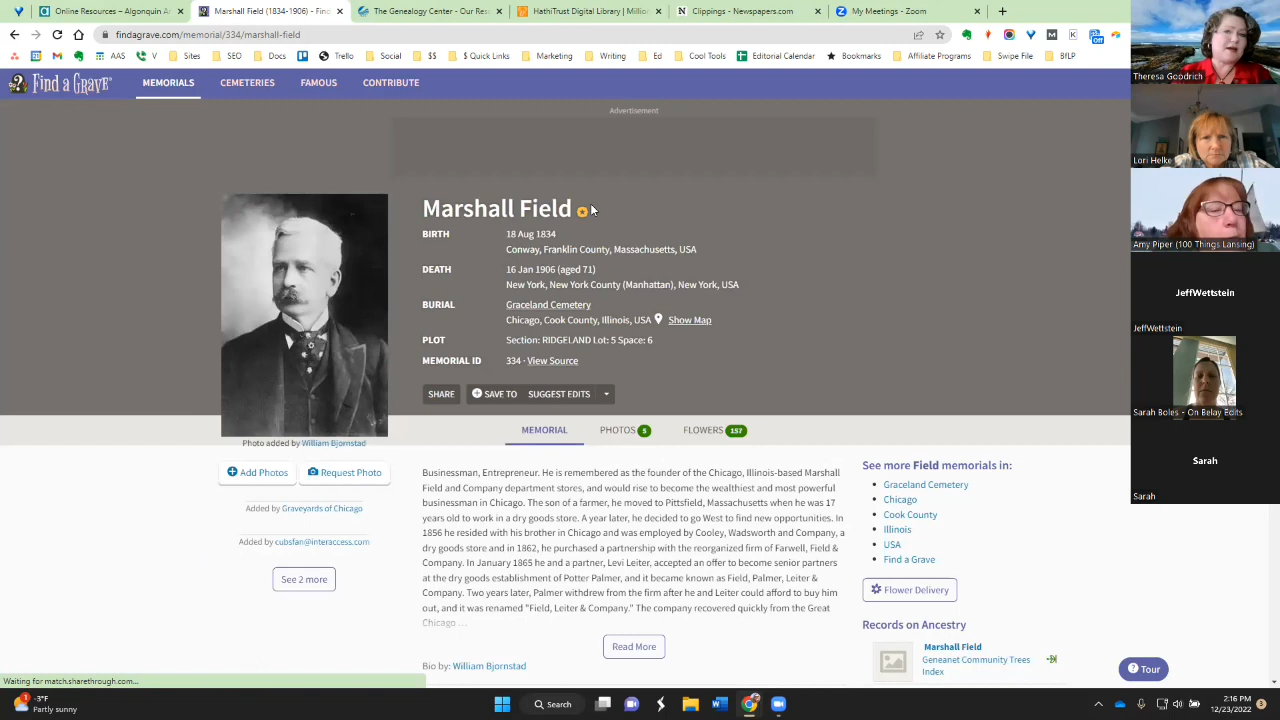 Online Resources - Algonquin A
Marshall Field (1834-1906) - Fin
The Genealogy Center - Our Res
HathiTrust Digital Library | Millio
Clippings - Newspapers
My Meetings - Zoom
findagrave.com/memorial/334/marshall-field
AAS V Sites SEO Docs Trello Social $$ $ Quick Links Marketing Writing Ed Cool Tools Editorial Calendar Bookmarks Affiliate Programs Swipe File BfLP
Off
Find a Grave®
MEMORIALS CEMETERIES FAMOUS CONTRIBUTE
Advertisement
Marshall Field
BIRTH 18 Aug 1834
Conway, Franklin County, Massachusetts, USA
DEATH 16 Jan 1906 (aged 71)
New York, New York County (Manhattan), New York, USA
BURIAL Graceland Cemetery
Chicago, Cook County, Illinois, USA Show Map
PLOT Section: RIDGELAND Lot: 5 Space: 6
MEMORIAL ID 334 · View Source
SHARE SAVE TO SUGGEST EDITS
MEMORIAL PHOTOS 5 FLOWERS 157
Photo added by William Bjornstad
Add Photos Request Photo
Added by Graveyards of Chicago
Added by cubsfan@interaccess.com
See 2 more
Businessman, Entrepreneur. He is remembered as the founder of the Chicago, Illinois-based Marshall
Field and Company department stores, and would rise to become the wealthiest and most powerful
businessman in Chicago. The son of a farmer, he moved to Pittsfield, Massachusetts when he was 17
years old to work in a dry goods store. A year later, he decided to go West to find new opportunities. In
1856 he resided with his brother in Chicago and was employed by Cooley, Wadsworth and Company, a
dry goods store and in 1862, he purchased a partnership with the reorganized firm of Farwell, Field &
Company. In January 1865 he and a partner, Levi Leiter, accepted an offer to become senior partners
at the dry goods establishment of Potter Palmer, and it became known as Field, Palmer, Leiter &
Company. Two years later, Palmer withdrew from the firm after he and Leiter could afford to buy him
out, and it was renamed "Field, Leiter & Company." The company recovered quickly from the Great
Chicago …
Read More
Bio by: William Bjornstad
See more Field memorials in:
Graceland Cemetery
Chicago
Cook County
Illinois
USA
Find a Grave
Flower Delivery
Records on Ancestry
Marshall Field
Geneanet Community Trees
Index
Tour
Theresa Goodrich
Lori Helke
Amy Piper (100 Things Lansing)
JeffWettstein
JeffWettstein
Sarah Boles - On Belay Edits
Sarah
Sarah
Waiting for match.sharethrough.com...
-3°F
Partly sunny
Search
2:16 PM
12/23/2022
3